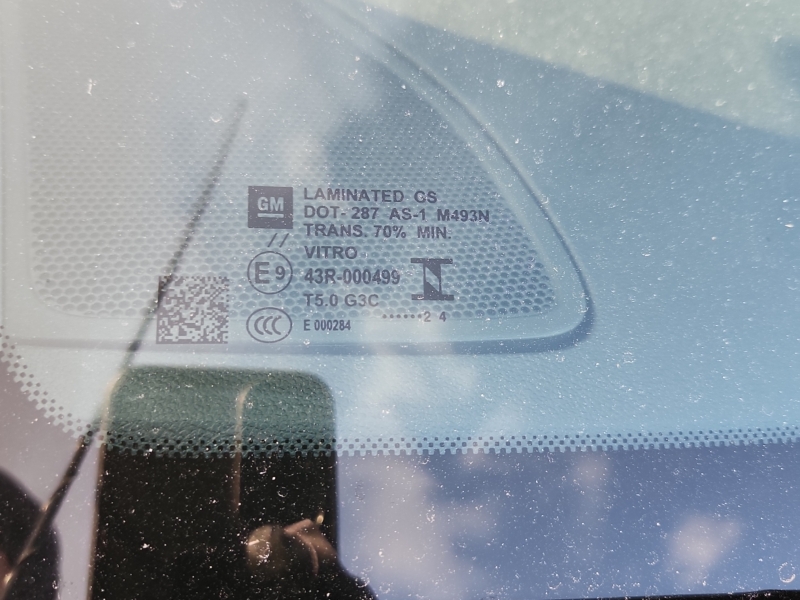 GM
LAMINATED GS
DOT- 287 AS-1 M493N
TRANS. 70% MIN.
//
VITRO
E9
43R-000499
T5.0 G3C
CCC
E 000284
••••••2 4